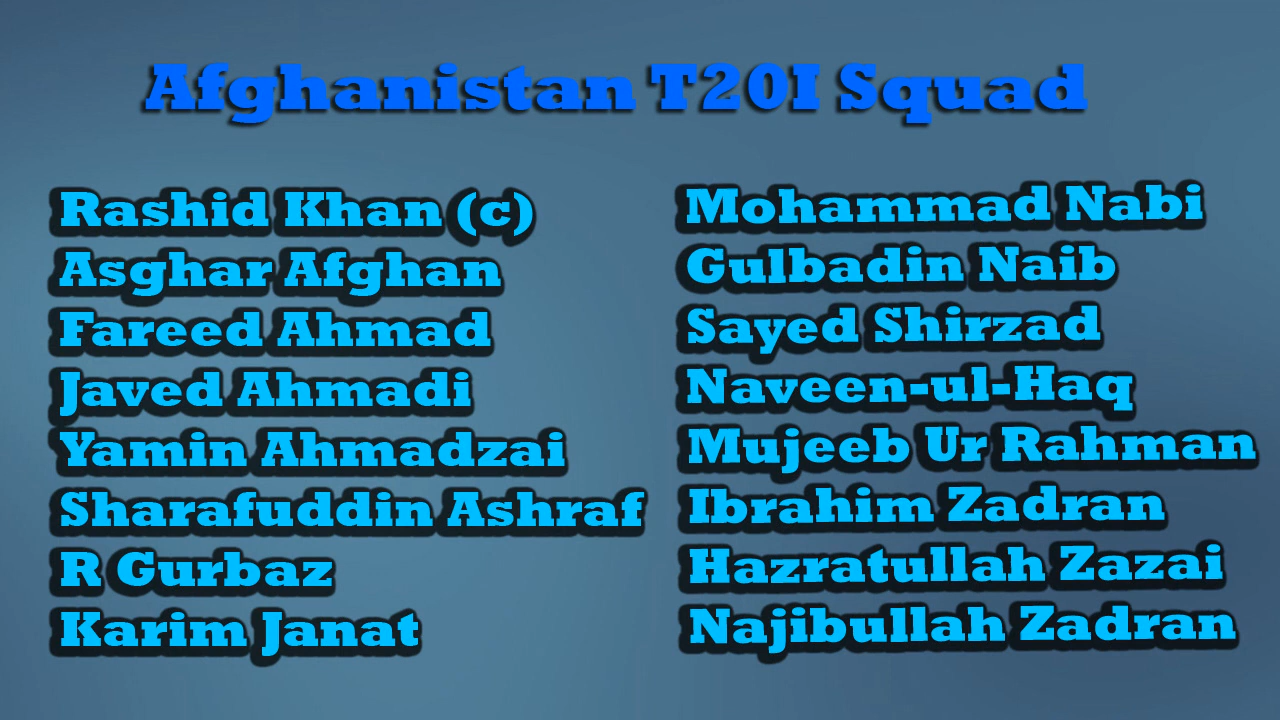 Afghanistan T20I Squad
Rashid Khan (c)
Asghar Afghan
Fareed Ahmad
Javed Ahmadi
Yamin Ahmadzai
Sharafuddin Ashraf
R Gurbaz
Karim Janat
Mohammad Nabi
Gulbadin Naib
Sayed Shirzad
Naveen-ul-Haq
Mujeeb Ur Rahman
Ibrahim Zadran
Hazratullah Zazai
Najibullah Zadran